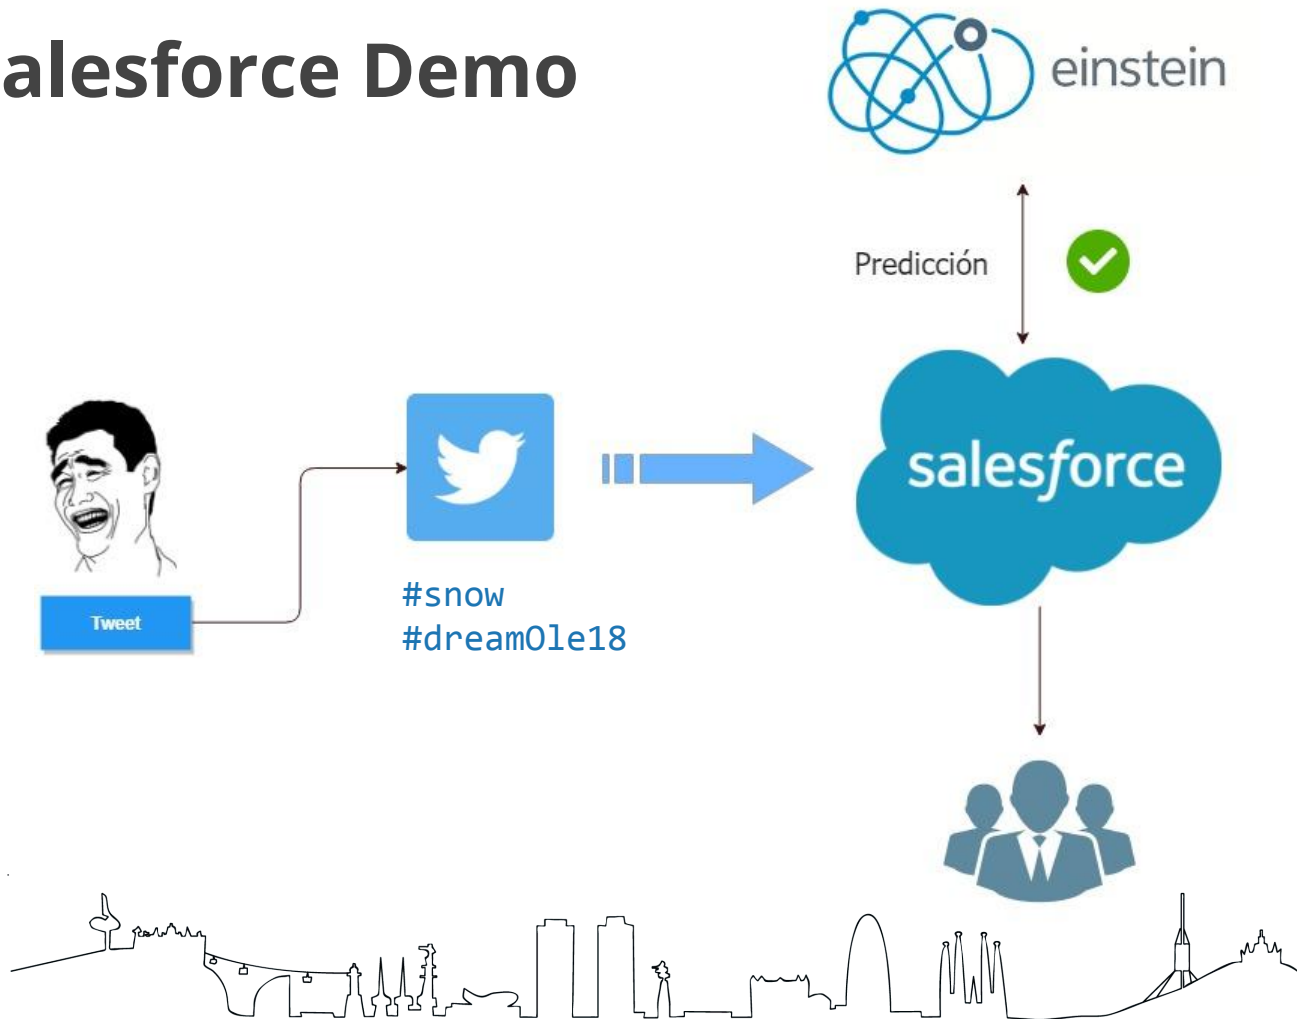 alesforce Demo
einstein
Predicción
salesforce
Tweet
#snow
#dreamOle18